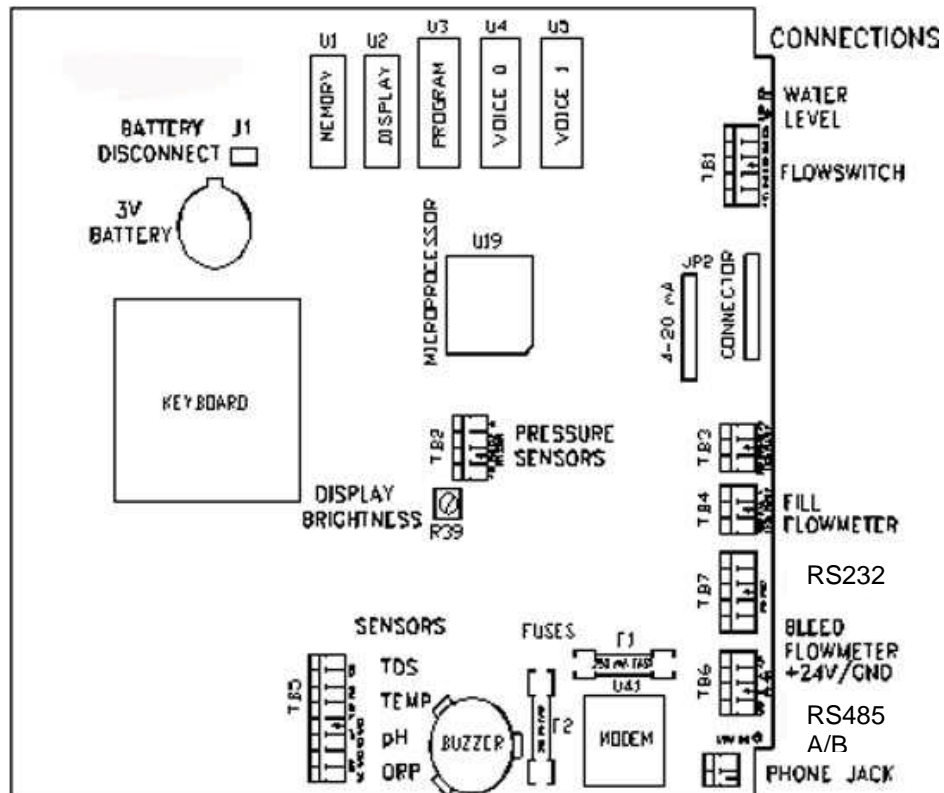 CONNECTIONS
U1
U2
U3
U4
U5
MEMORY
DISPLAY
PROGRAM
VOICE 0
VOICE 1
BATTERY
DISCONNECT
J1
3V
BATTERY
WATER
LEVEL
TB1
FLOWSWITCH
MICROPROCESSOR
U19
JP2
4-20 mA
CONNECTOR
KEYBOARD
TB2
PRESSURE
SENSORS
DISPLAY
BRIGHTNESS
R39
TB3
TB4
FILL
FLOWMETER
TB7
RS232
BLEED
FLOWMETER
+24V/GND
TB6
RS485
A/B
PHONE JACK
SENSORS
TB5
TDS
TEMP
pH
ORP
BUZZER
FUSES
F1
F2
U41
MODEM